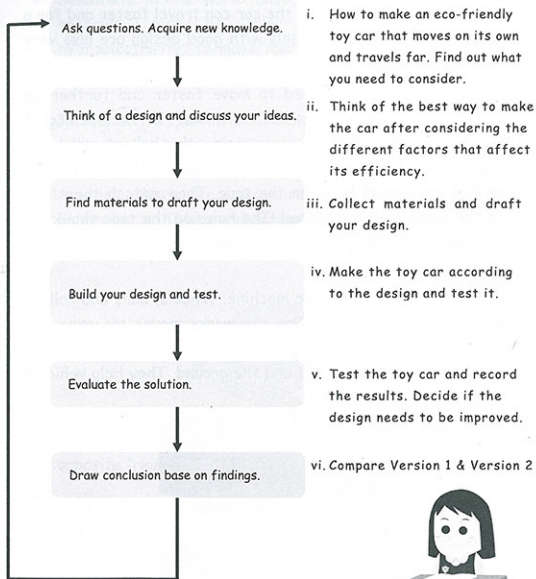 Ask questions. Acquire new knowledge.
i. How to make an eco-friendly
toy car that moves on its own
and travels far. Find out what
you need to consider.
Think of a design and discuss your ideas.
ii. Think of the best way to make
the car after considering the
different factors that affect
its efficiency.
Find materials to draft your design.
iii. Collect materials and draft
your design.
Build your design and test.
iv. Make the toy car according
to the design and test it.
Evaluate the solution.
v. Test the toy car and record
the results. Decide if the
design needs to be improved.
Draw conclusion base on findings.
vi. Compare Version 1 & Version 2